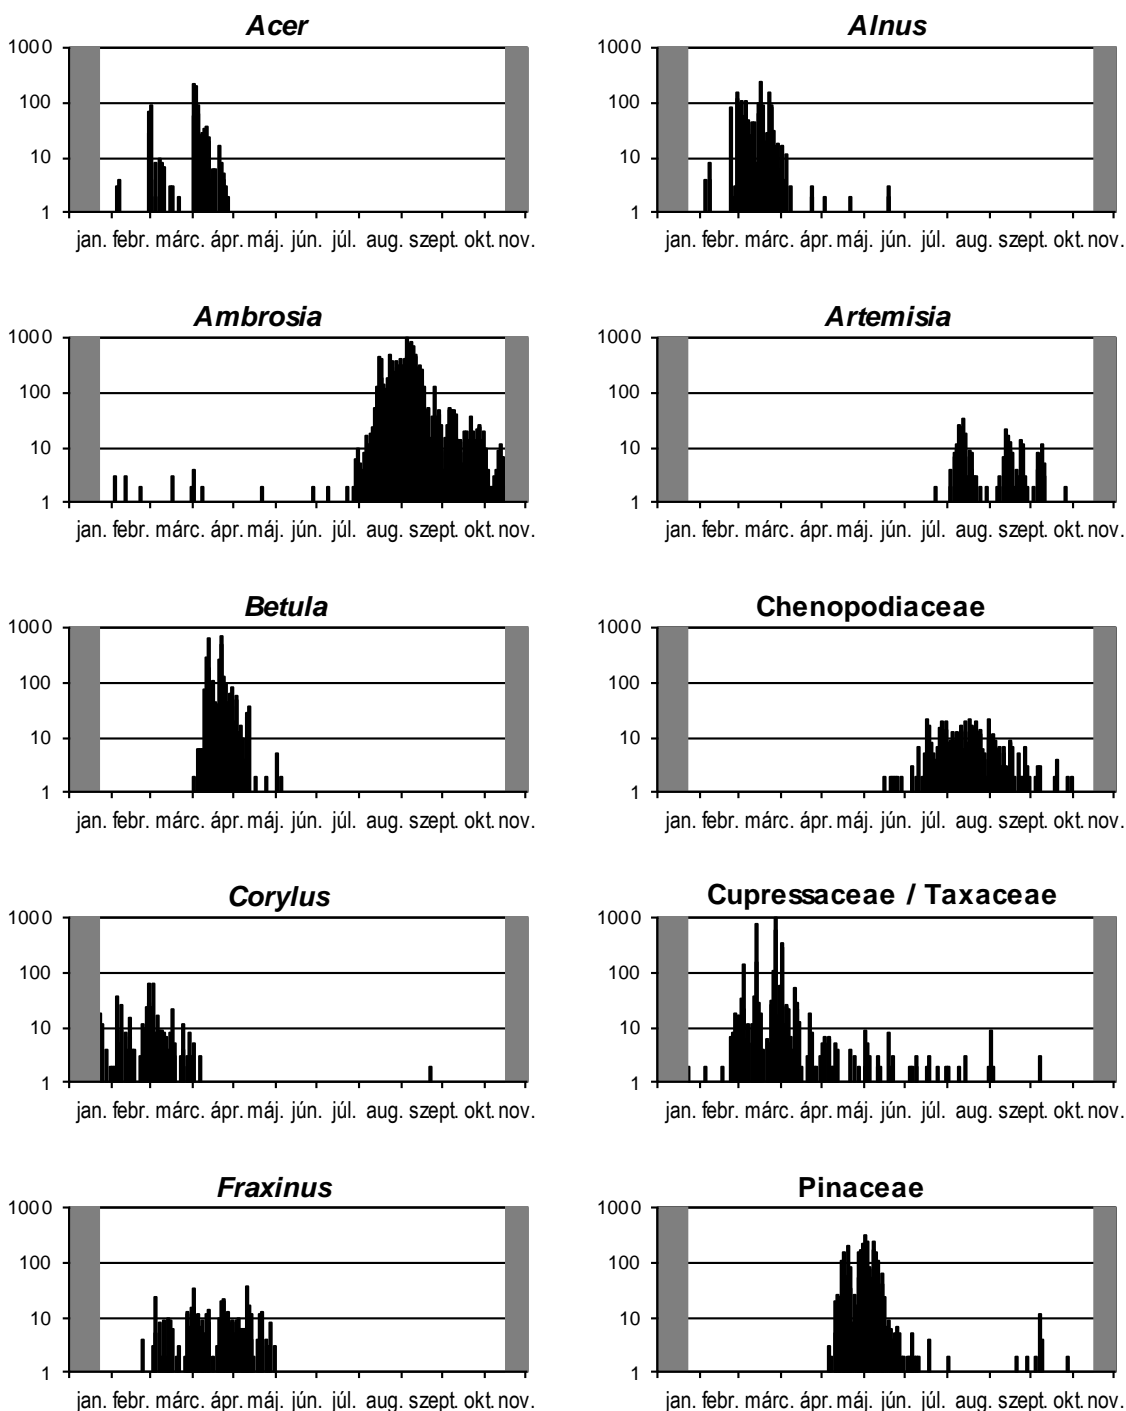 Acer
1000
100
10
1
jan. febr. márc. ápr. máj. jún. júl. aug. szept. okt. nov.
Alnus
1000
100
10
1
jan. febr. márc. ápr. máj. jún. júl. aug. szept. okt. nov.
Ambrosia
1000
100
10
1
jan. febr. márc. ápr. máj. jún. júl. aug. szept. okt. nov.
Artemisia
1000
100
10
1
jan. febr. márc. ápr. máj. jún. júl. aug. szept. okt. nov.
Betula
1000
100
10
1
jan. febr. márc. ápr. máj. jún. júl. aug. szept. okt. nov.
Chenopodiaceae
1000
100
10
1
jan. febr. márc. ápr. máj. jún. júl. aug. szept. okt. nov.
Corylus
1000
100
10
1
jan. febr. márc. ápr. máj. jún. júl. aug. szept. okt. nov.
Cupressaceae / Taxaceae
1000
100
10
1
jan. febr. márc. ápr. máj. jún. júl. aug. szept. okt. nov.
Fraxinus
1000
100
10
1
jan. febr. márc. ápr. máj. jún. júl. aug. szept. okt. nov.
Pinaceae
1000
100
10
1
jan. febr. márc. ápr. máj. jún. júl. aug. szept. okt. nov.